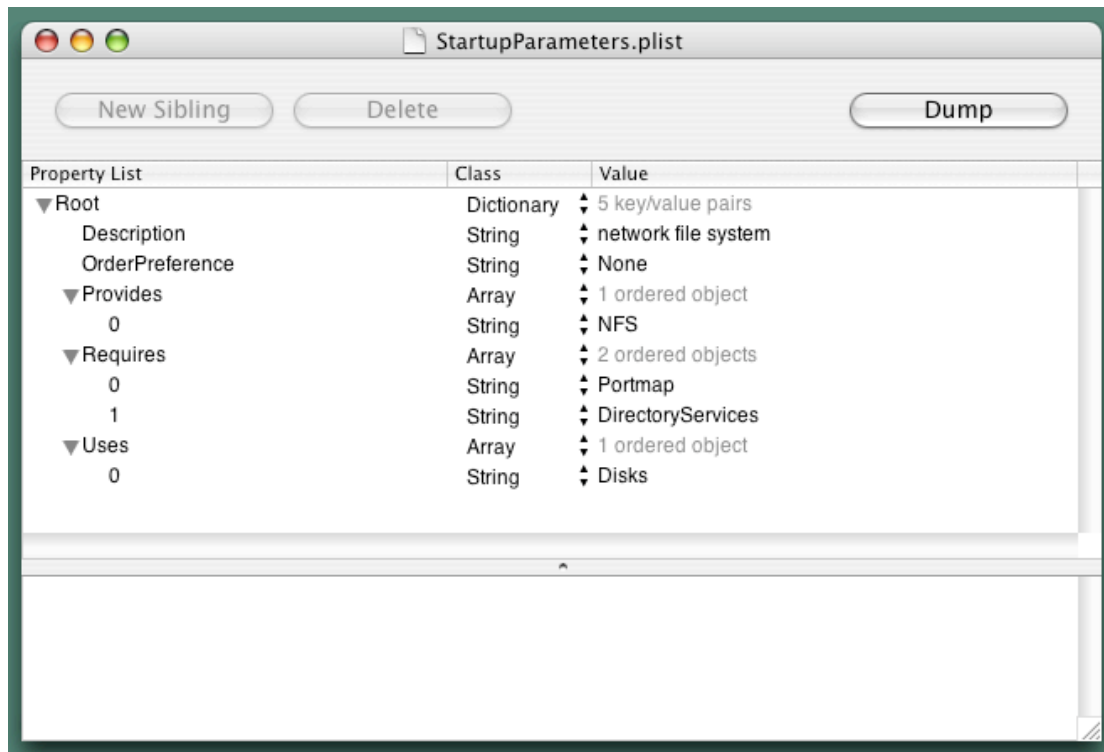 StartupParameters.plist
New Sibling Delete Dump
Property List Class Value
Root Dictionary 5 key/value pairs
Description String network file system
OrderPreference String None
Provides Array 1 ordered object
0 String NFS
Requires Array 2 ordered objects
0 String Portmap
1 String DirectoryServices
Uses Array 1 ordered object
0 String Disks